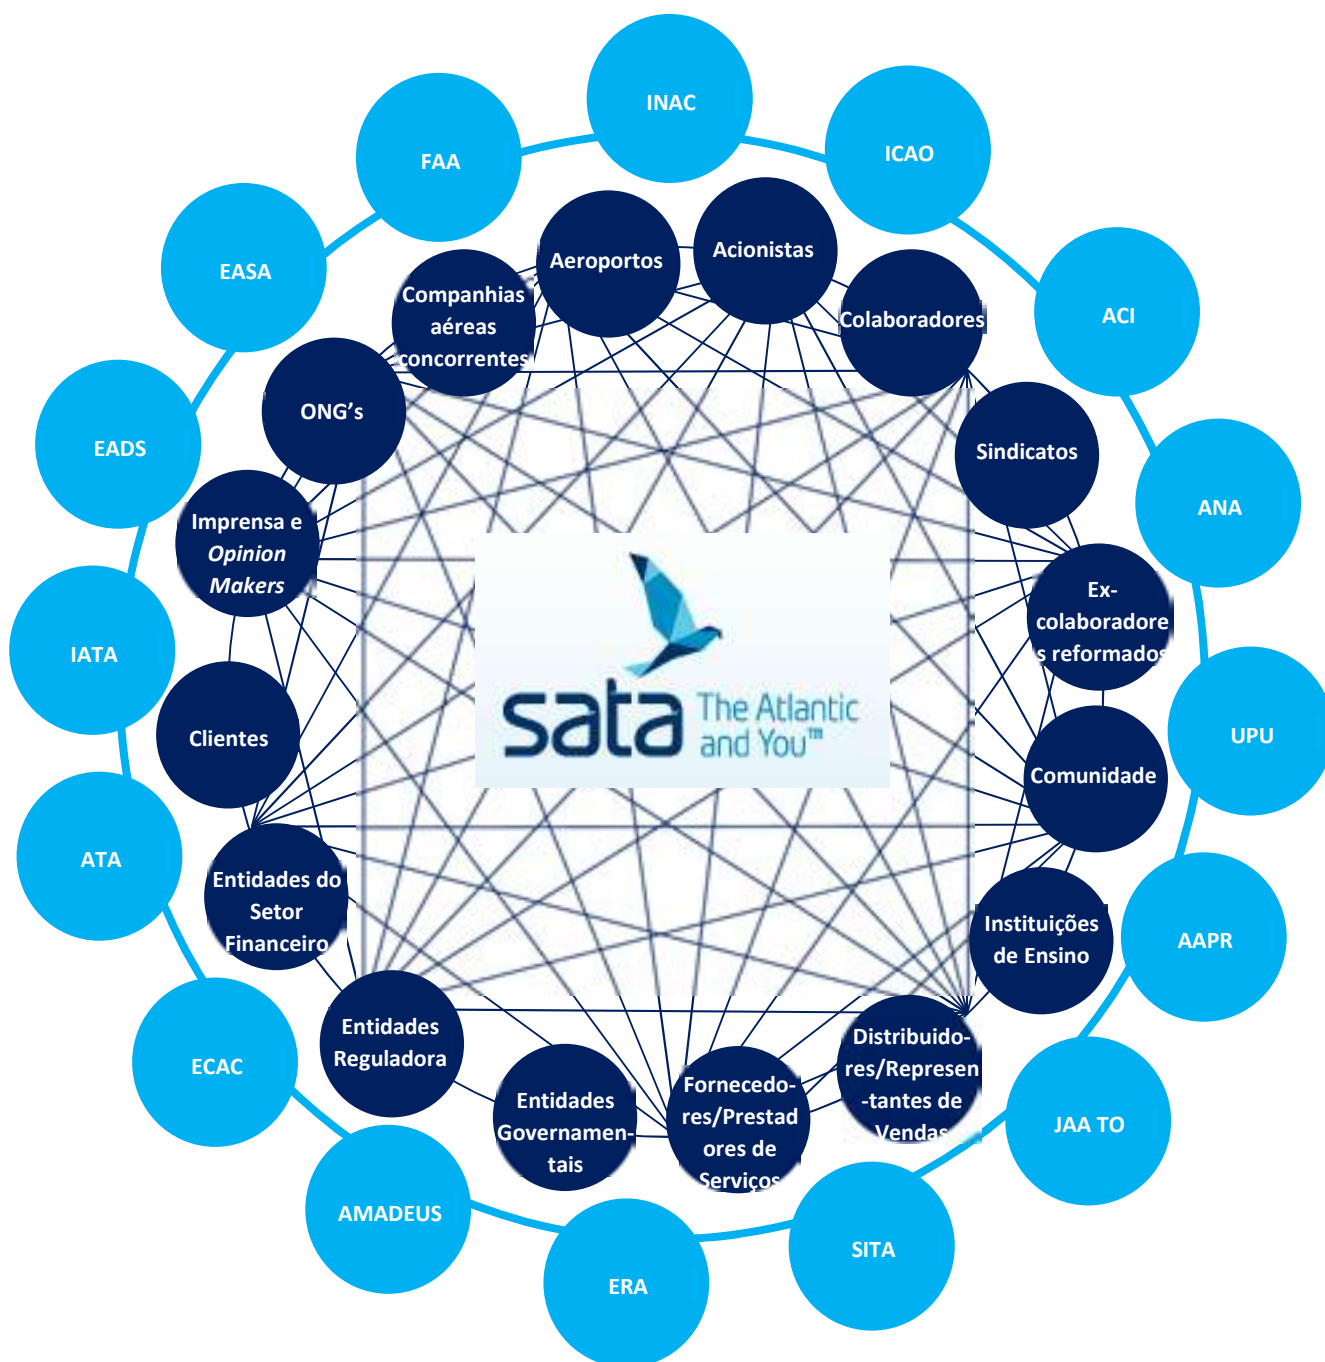 INAC
ICAO
FAA
ACI
EASA
EADS
ANA
IATA
UPU
ATA
AAPR
ECAC
JAA TO
AMADEUS
SITA
ERA
Acionistas
Aeroportos
Colaboradores
Companhias
aéreas
concorrentes
ONG's
Sindicatos
Imprensa e
Opinion
Makers
Ex-
colaboradore
s reformados
Clientes
Comunidade
Entidades do
Setor
Financeiro
Instituições
de Ensino
Entidades
Reguladora
Distribuido-
res/Represen
-tantes de
Vendas
Entidades
Governamen-
tais
Fornecedo-
res/Prestad
ores de
Serviços
sata
The Atlantic
and You™